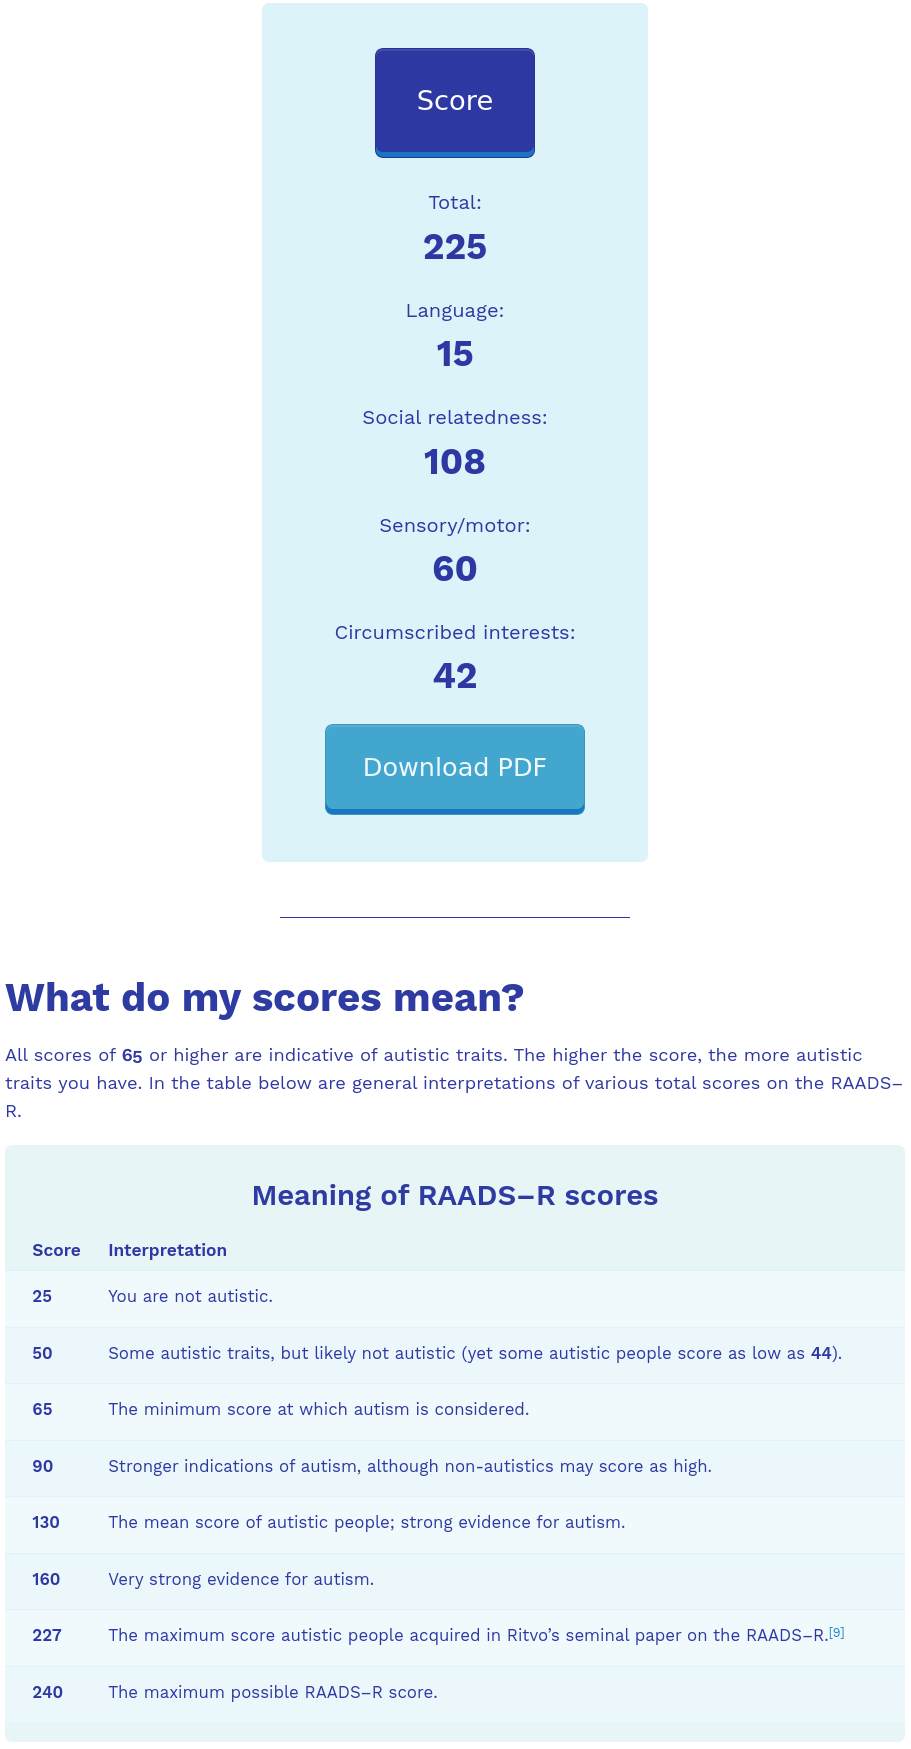 Score
Total:
225
Language:
15
Social relatedness:
108
Sensory/motor:
60
Circumscribed interests:
42
Download PDF
What do my scores mean?
All scores of 65 or higher are indicative of autistic traits. The higher the score, the more autistic
traits you have. In the table below are general interpretations of various total scores on the RAADS–
R.
Meaning of RAADS–R scores
Score Interpretation
25 You are not autistic.
50 Some autistic traits, but likely not autistic (yet some autistic people score as low as 44).
65 The minimum score at which autism is considered.
90 Stronger indications of autism, although non-autistics may score as high.
130 The mean score of autistic people; strong evidence for autism.
160 Very strong evidence for autism.
227 The maximum score autistic people acquired in Ritvo’s seminal paper on the RAADS–R.[9]
240 The maximum possible RAADS–R score.